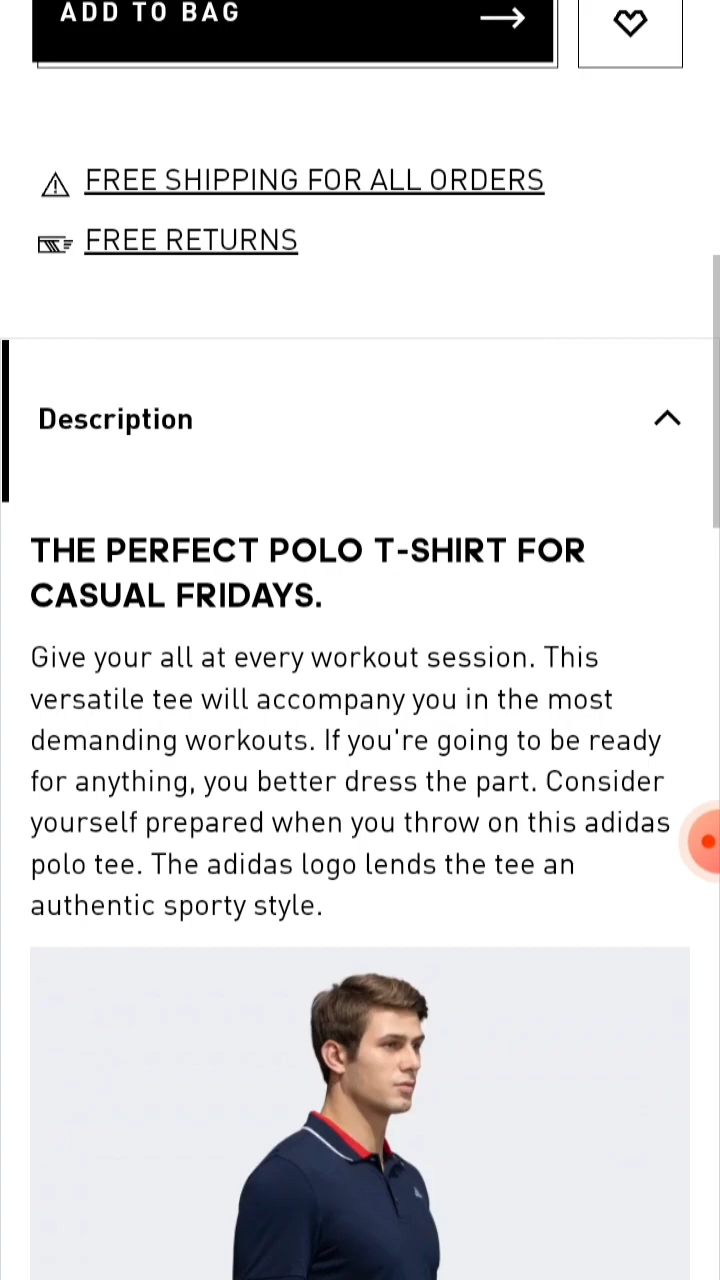 ADD TO BAG
FREE SHIPPING FOR ALL ORDERS
FREE RETURNS
Description
THE PERFECT POLO T-SHIRT FOR
CASUAL FRIDAYS.
Give your all at every workout session. This
versatile tee will accompany you in the most
demanding workouts. If you're going to be ready
for anything, you better dress the part. Consider
yourself prepared when you throw on this adidas
polo tee. The adidas logo lends the tee an
authentic sporty style.